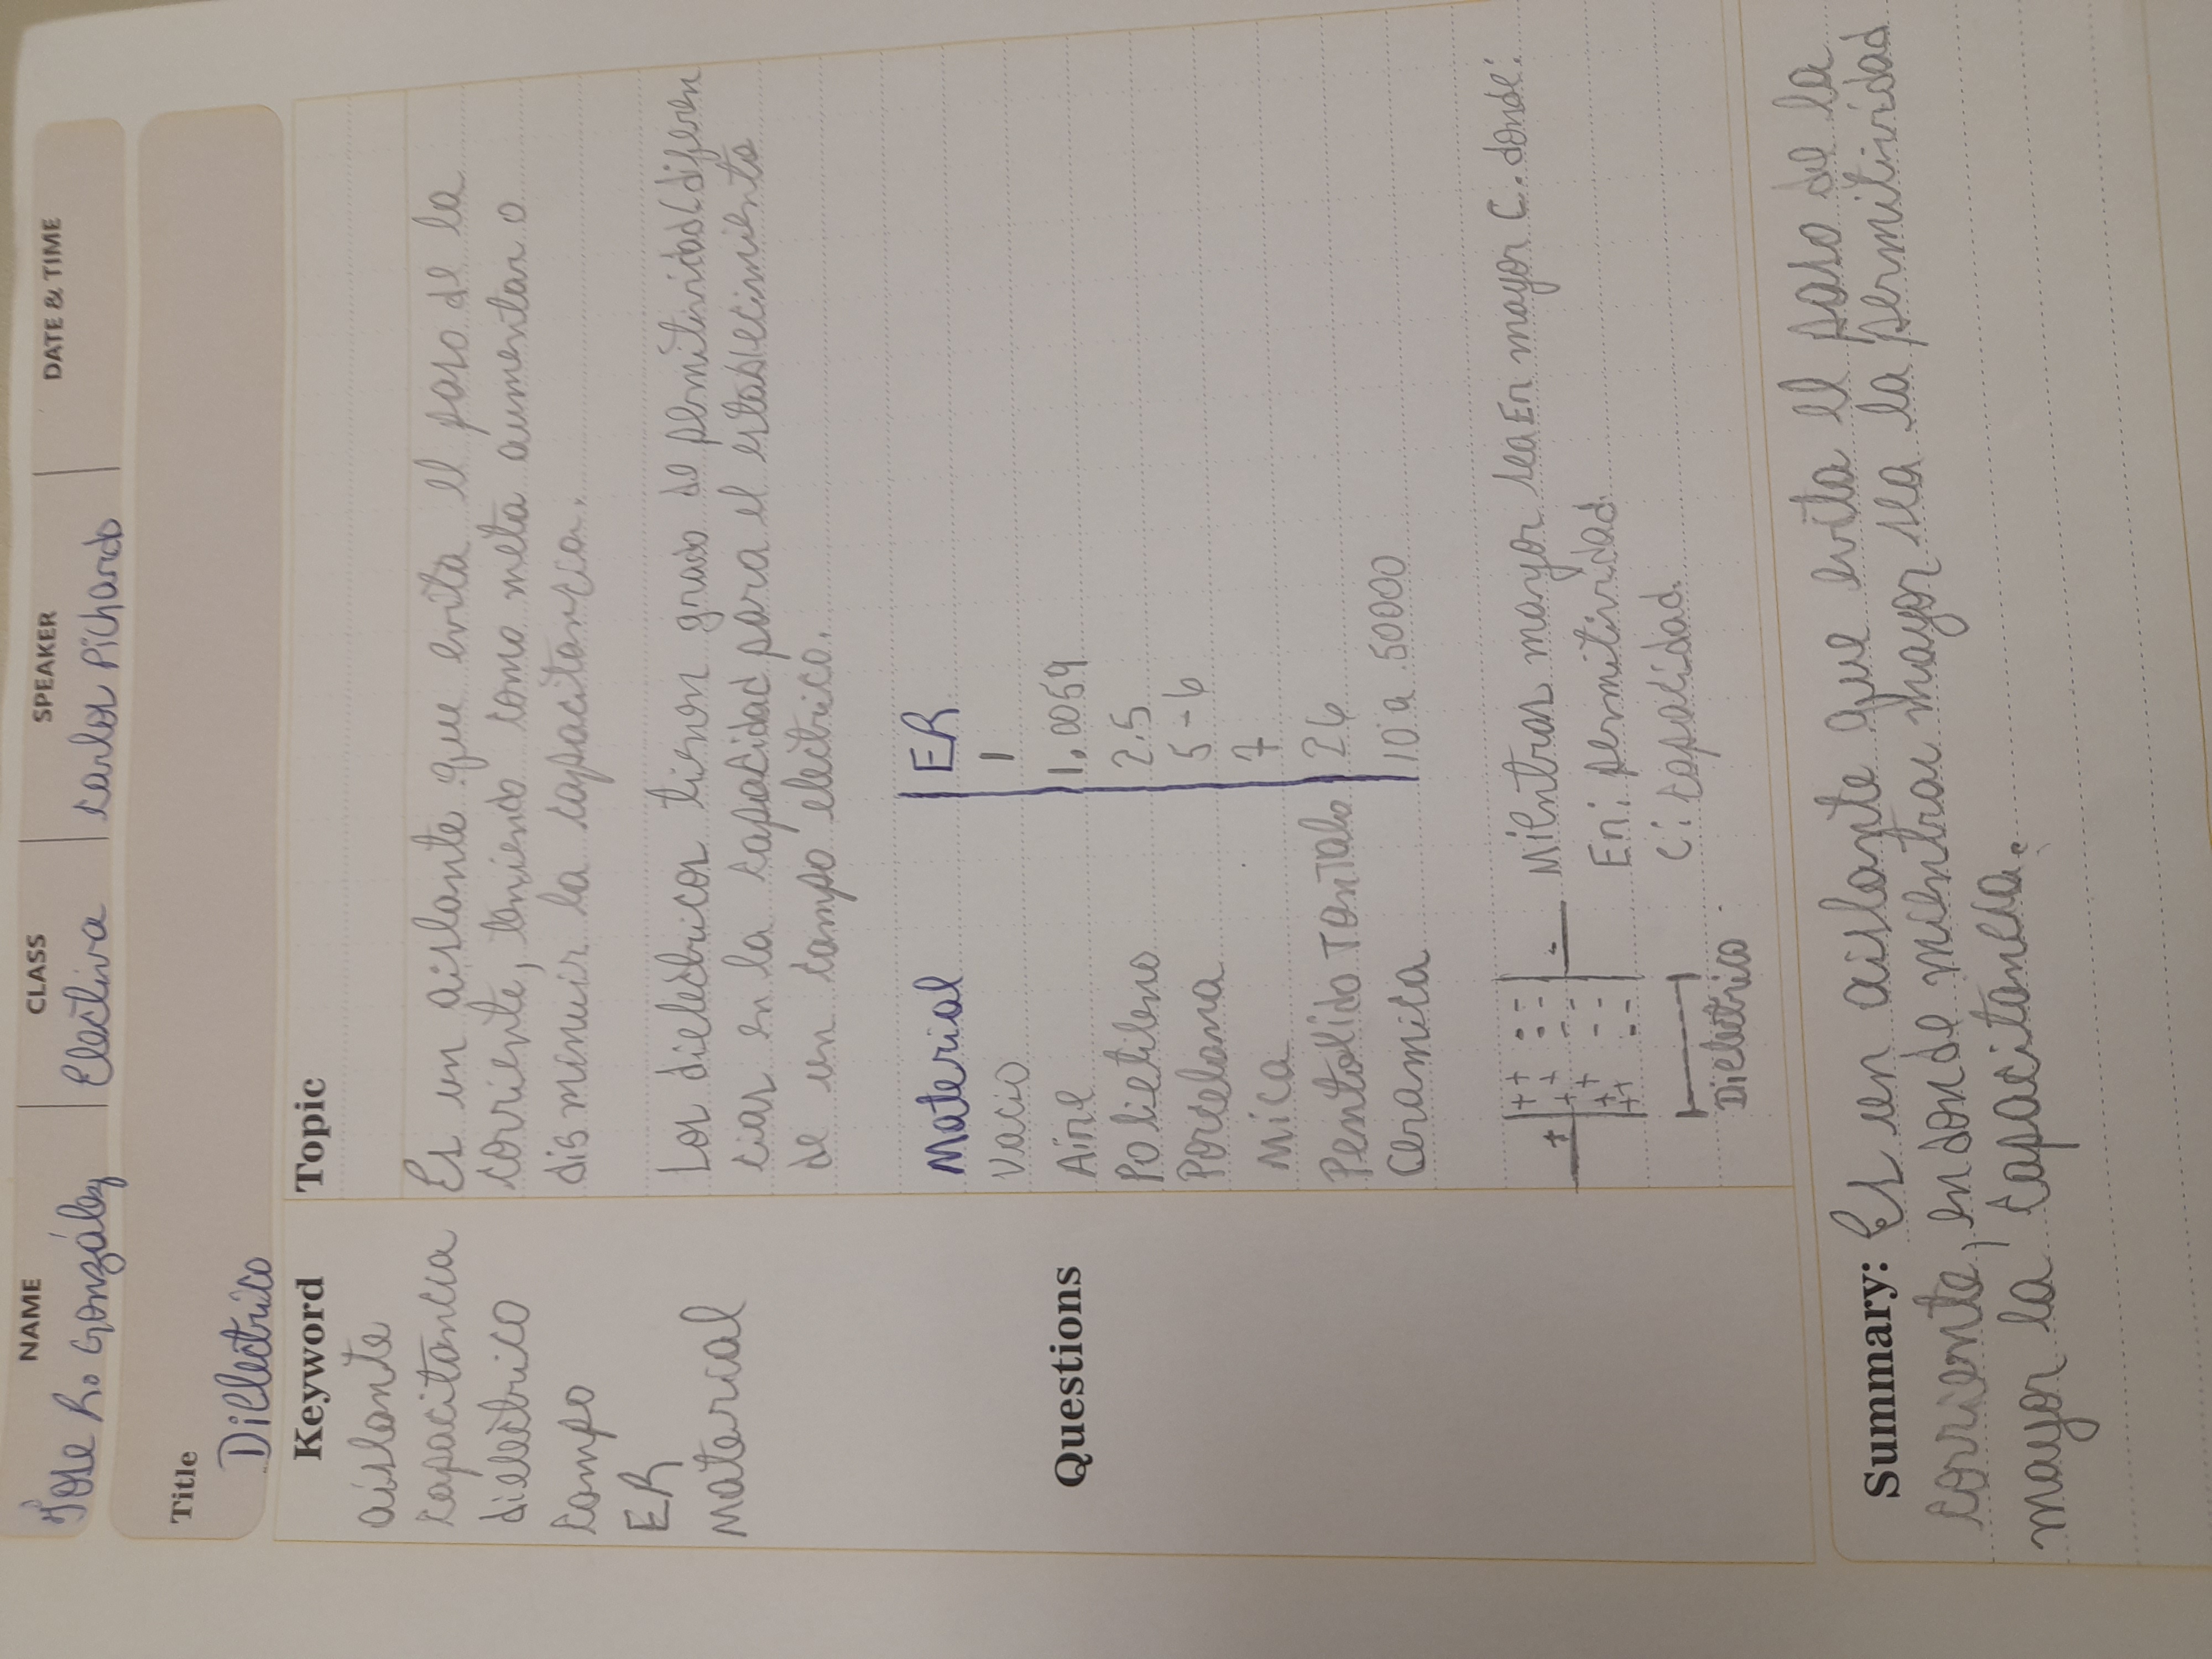 NAME CLASS SPEAKER DATE & TIME
Jose R. González Electiva Carlos Pichardo
Title
Dielectrico
Keyword Topic
aislante
capacitancia
dielectrico
Campo
ER
Material
Es un aislante que evita el paso de la
corriente, teniendo como meta aumentar o
disminuir la capacitancia.
Los dielectricos tienen grado de permitividad (diferen
cias en la capacidad para el establecimiento
de un campo electrico.
Material ER
Vacio 1
Aire 1.0059
Polietileno 2.5
Porcelana 5-6
Mica 7
Pentolido Tantalo 26
Ceramica 10 a 50000
Questions
+ -
Dielectrico
Mientras mayor sea Er mayor C. donde:
Er: permitividad.
C: capacidad.
Summary: Es un aislante que evita el paso de la
corriente, en donde mientras mayor sea la permitividad
mayor la capacitancia.